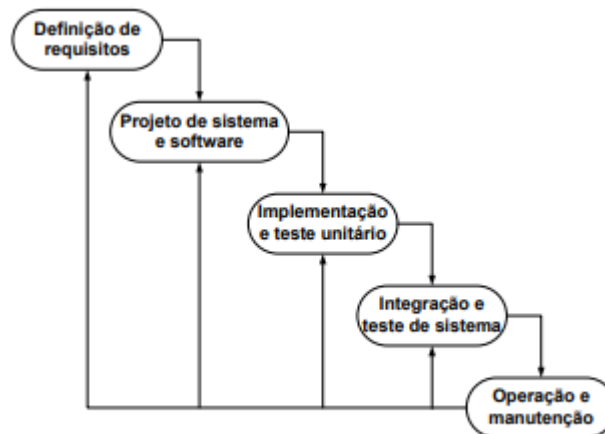 Definição de
requisitos
Projeto de sistema
e software
Implementação
e teste unitário
Integração e
teste de sistema
Operação e
manutenção